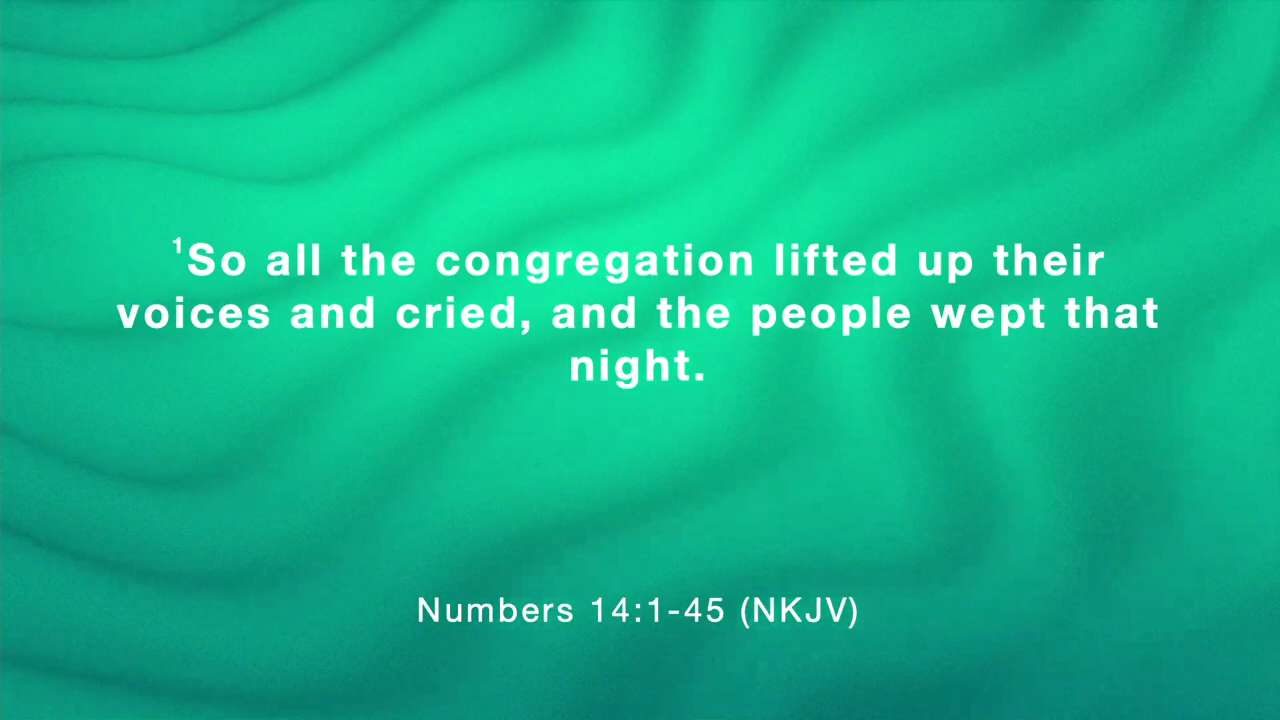 ¹So all the congregation lifted up their
voices and cried, and the people wept that
night.
Numbers 14:1-45 (NKJV)